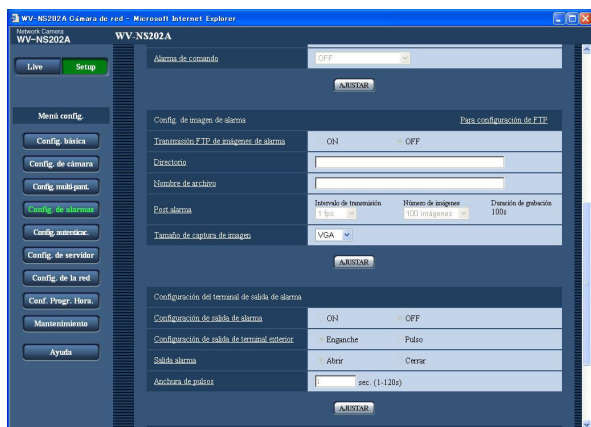 WV-NS202A Cámara de red - Microsoft Internet Explorer
Network Camera
WV-NS202A
WV-NS202A
Live
Setup
Alarma de comando
OFF
AJUSTAR
Menú config.
Config. básica
Config. de cámara
Config. multi-pant.
Config. de alarmas
Config. autenticac.
Config. de servidor
Config. de la red
Conf. Progr. Hora.
Mantenimiento
Ayuda
Config. de imagen de alarma
Para configuración de FTP
Transmisión FTP de imágenes de alarma
ON
OFF
Directorio
Nombre de archivo
Post alarma
Intervalo de transmisión
Número de imágenes
Duración de grabación
1 fps
100 imágenes
100s
Tamaño de captura de imagen
VGA
AJUSTAR
Configuración del terminal de salida de alarma
Configuración de salida de alarma
ON
OFF
Configuración de salida de terminal exterior
Enganche
Pulso
Salida alarma
Abrir
Cerrar
Anchura de pulsos
1
sec. (1-120s)
AJUSTAR